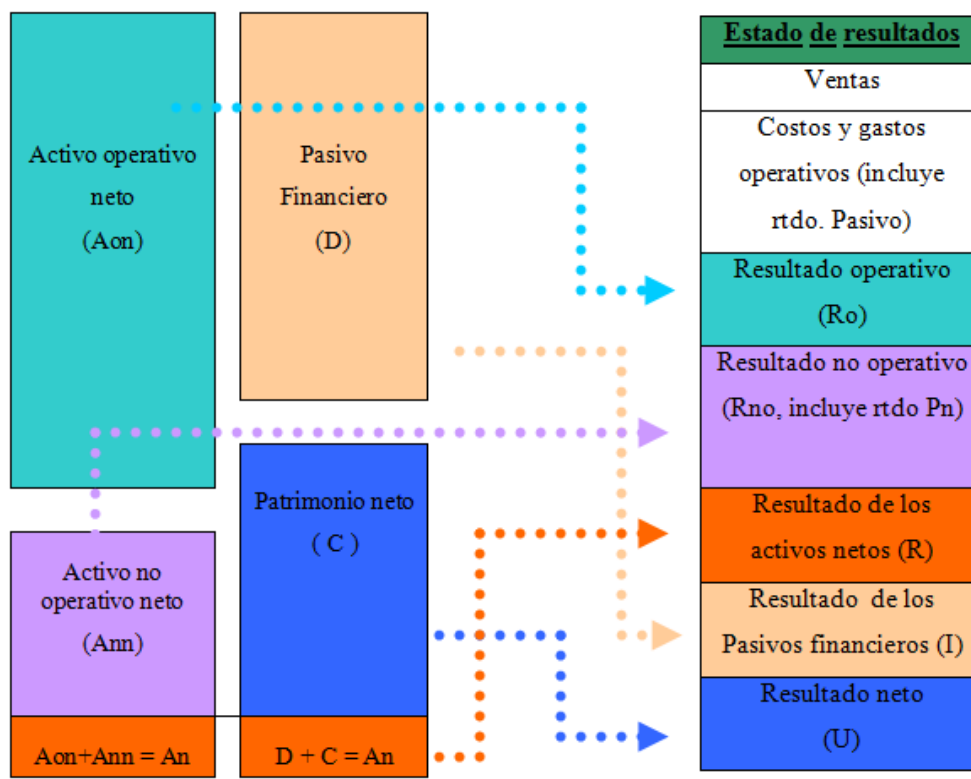 Activo operativo
neto
(Aon)
Activo no
operativo neto
(Ann)
Aon+Ann = An
Pasivo
Financiero
(D)
Patrimonio neto
( C )
D + C = An
Estado de resultados
Ventas
Costos y gastos
operativos (incluye
rtdo. Pasivo)
Resultado operativo
(Ro)
Resultado no operativo
(Rno, incluye rtdo Pn)
Resultado de los
activos netos (R)
Resultado de los
Pasivos financieros (I)
Resultado neto
(U)